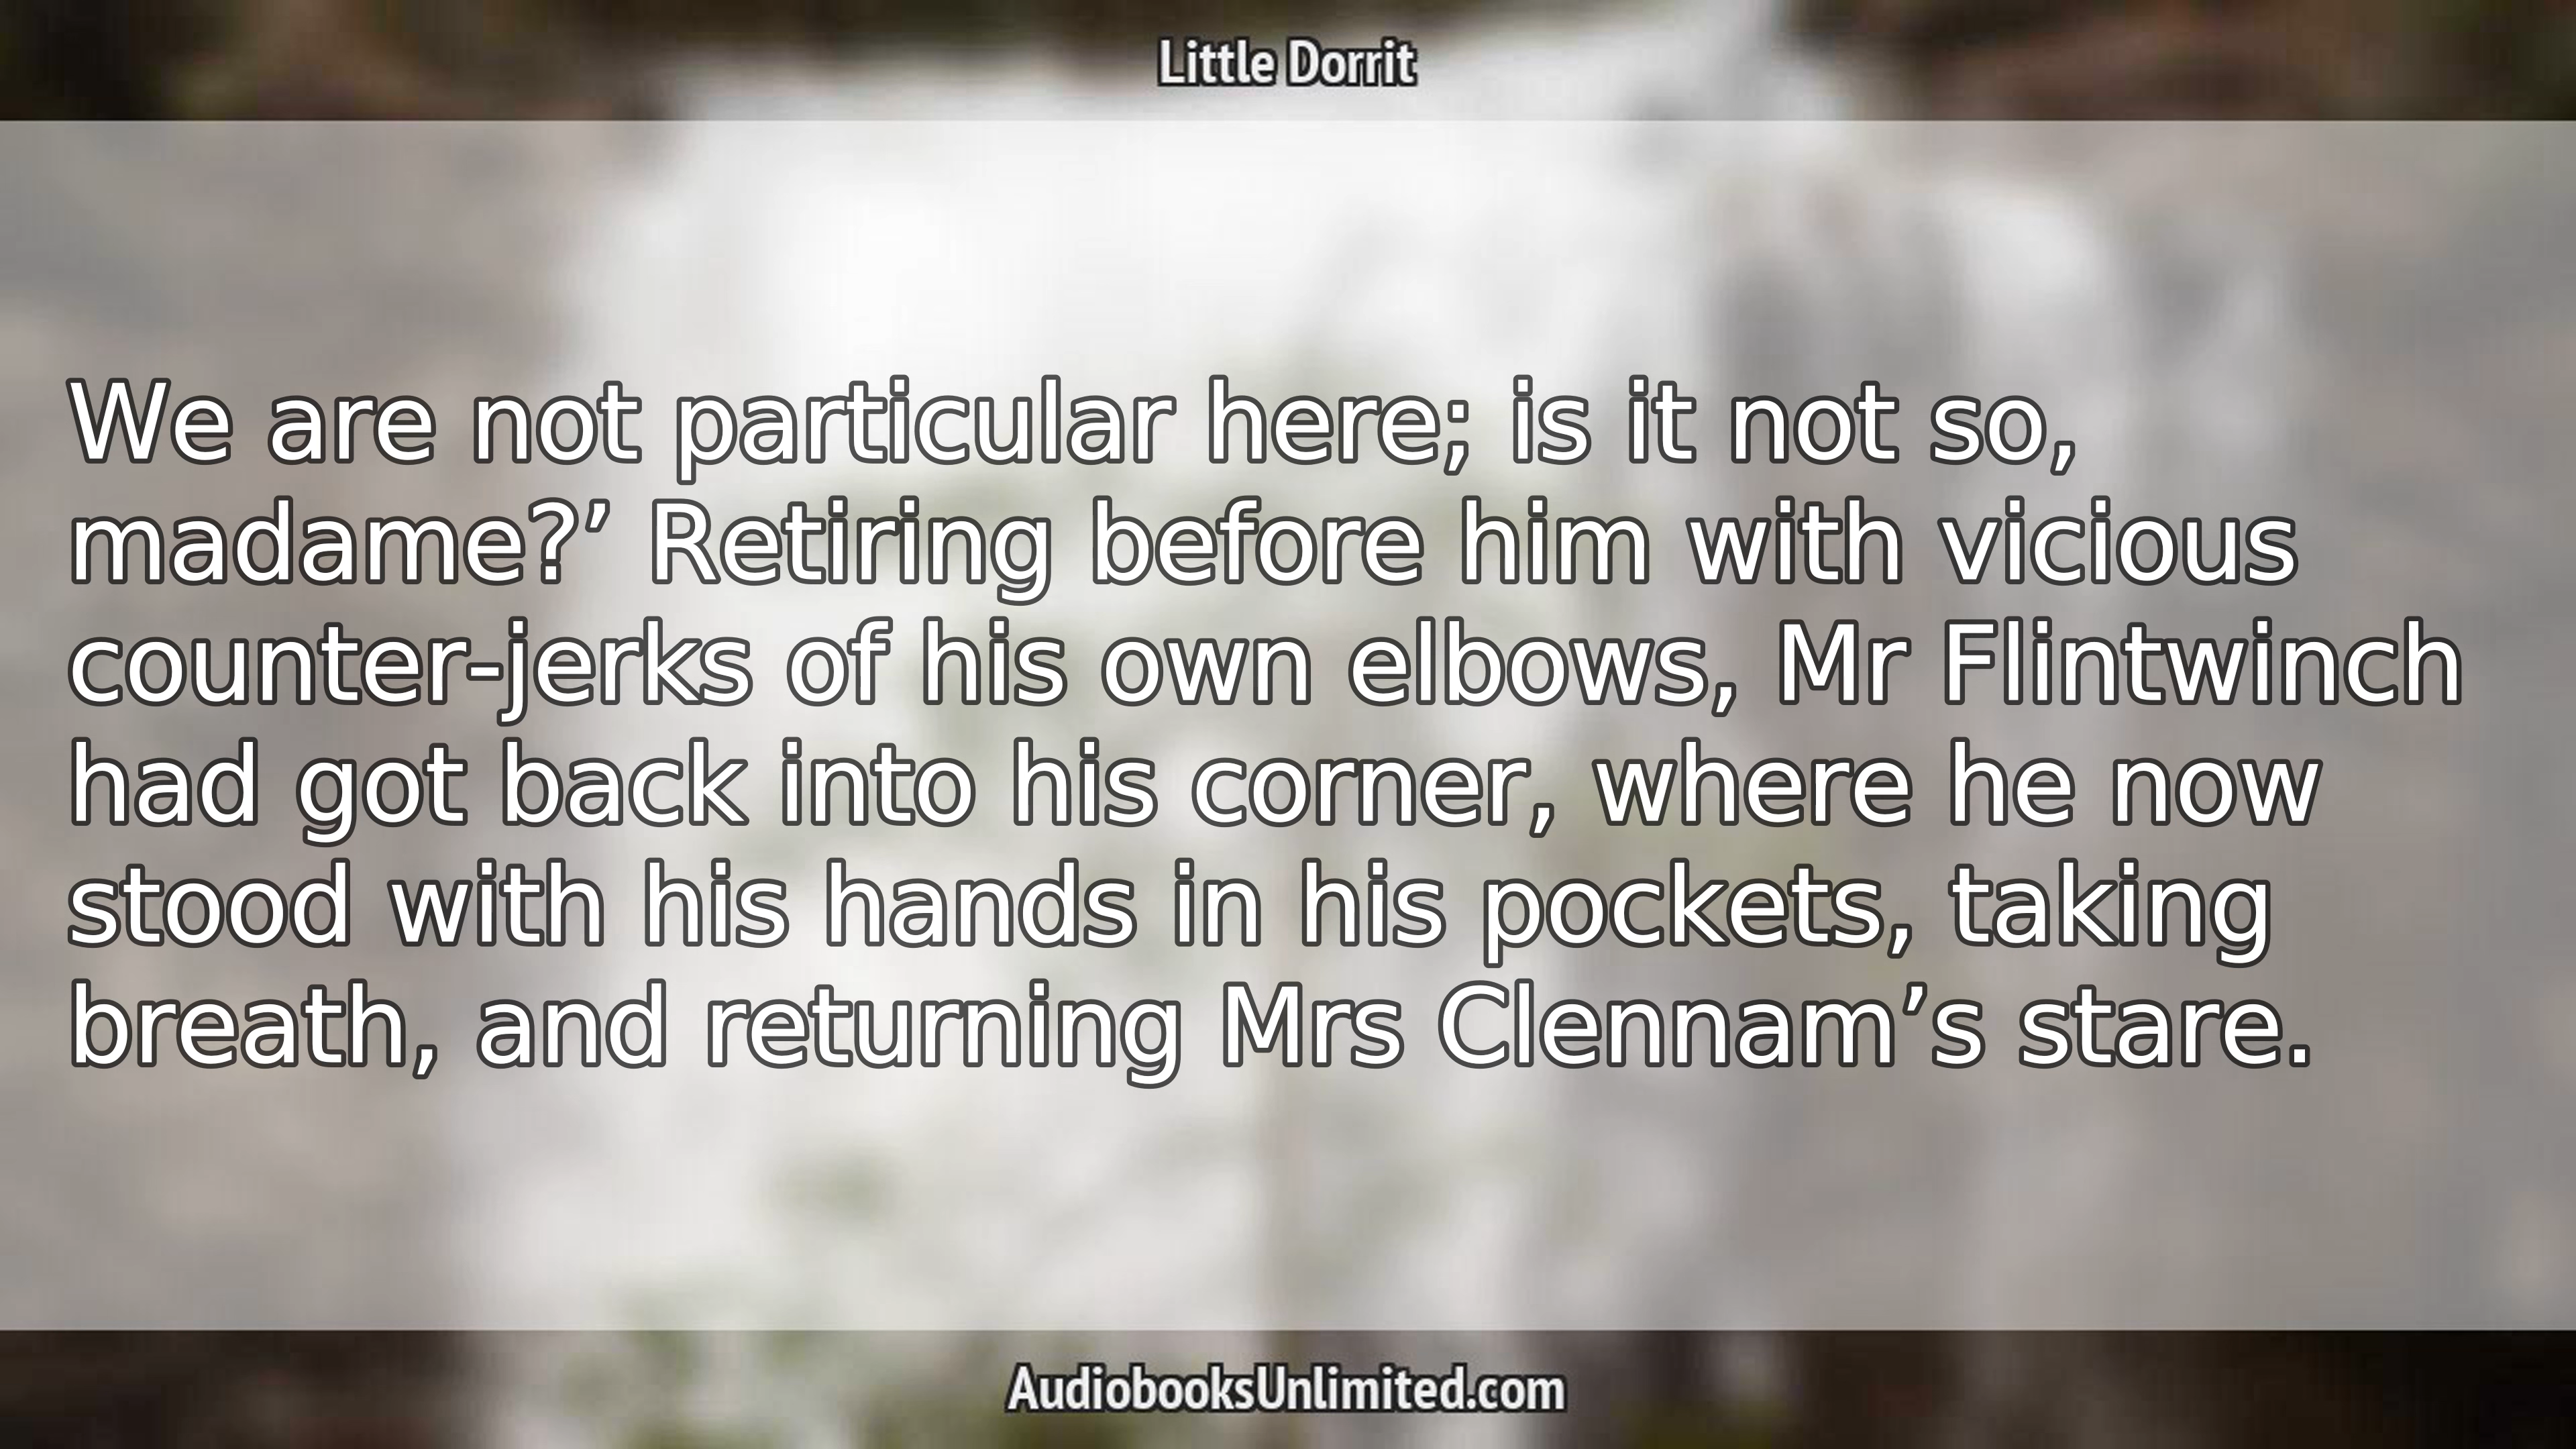 Little Dorrit
We are not particular here; is it not so,
madame?’ Retiring before him with vicious
counter-jerks of his own elbows, Mr Flintwinch
had got back into his corner, where he now
stood with his hands in his pockets, taking
breath, and returning Mrs Clennam’s stare.
AudiobooksUnlimited.com